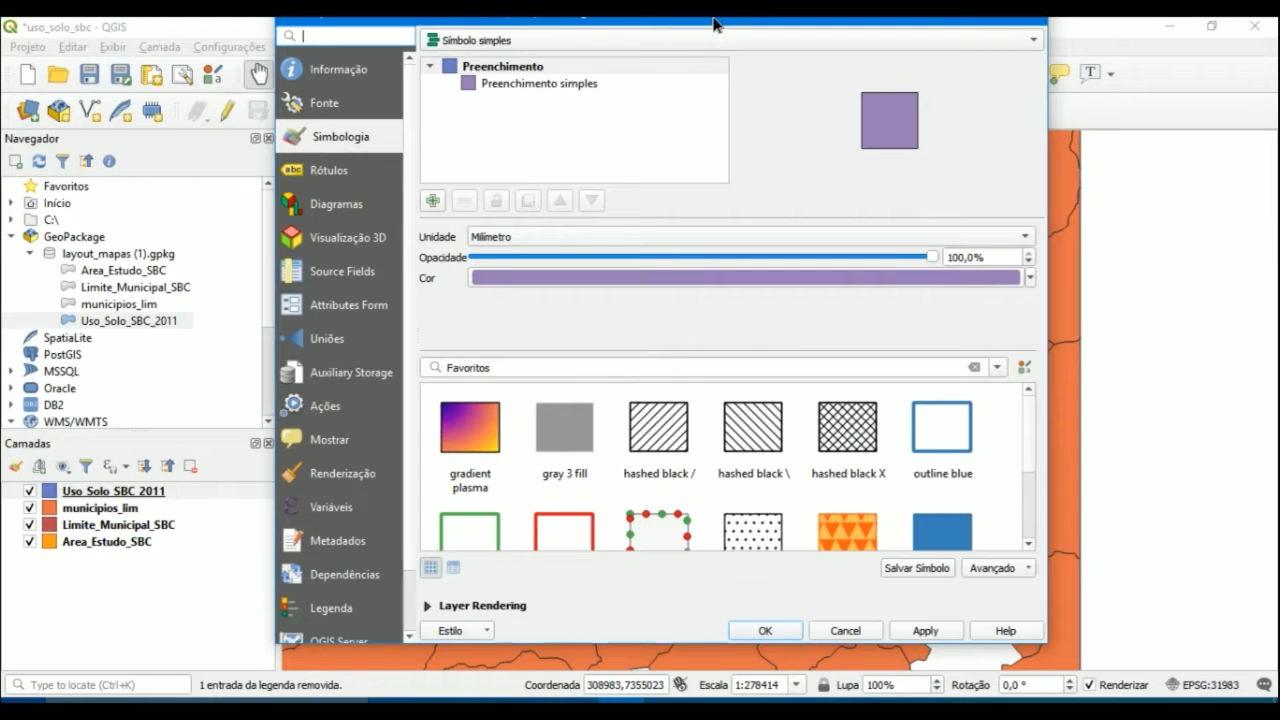 *uso_solo_sbc - QGIS
Projeto Editar Exibir Camada Configurações
T
Navegador
Favoritos
Início
C:\
GeoPackage
layout_mapas (1).gpkg
Area_Estudo_SBC
Limite_Municipal_SBC
municipios_lim
Uso_Solo_SBC_2011
SpatiaLite
PostGIS
MSSQL
Oracle
DB2
WMS/WMTS
Camadas
Uso_Solo_SBC_2011
municipios_lim
Limite_Municipal_SBC
Area_Estudo_SBC
Informação
Fonte
Simbologia
abc Rótulos
Diagramas
Visualização 3D
Source Fields
Attributes Form
Uniões
Auxiliary Storage
Ações
Mostrar
Renderização
Variáveis
Metadados
Dependências
Legenda
QGIS Server
Símbolo simples
Preenchimento
Preenchimento simples
Unidade Milímetro
Opacidade 100,0%
Cor
Favoritos
gradient plasma
gray 3 fill
hashed black /
hashed black \
hashed black X
outline blue
Salvar Símbolo Avançado
Layer Rendering
Estilo OK Cancel Apply Help
Type to locate (Ctrl+K) 1 entrada da legenda removida. Coordenada 308983,7355023 Escala 1:278414 Lupa 100% Rotação 0,0 ° Renderizar EPSG:31983